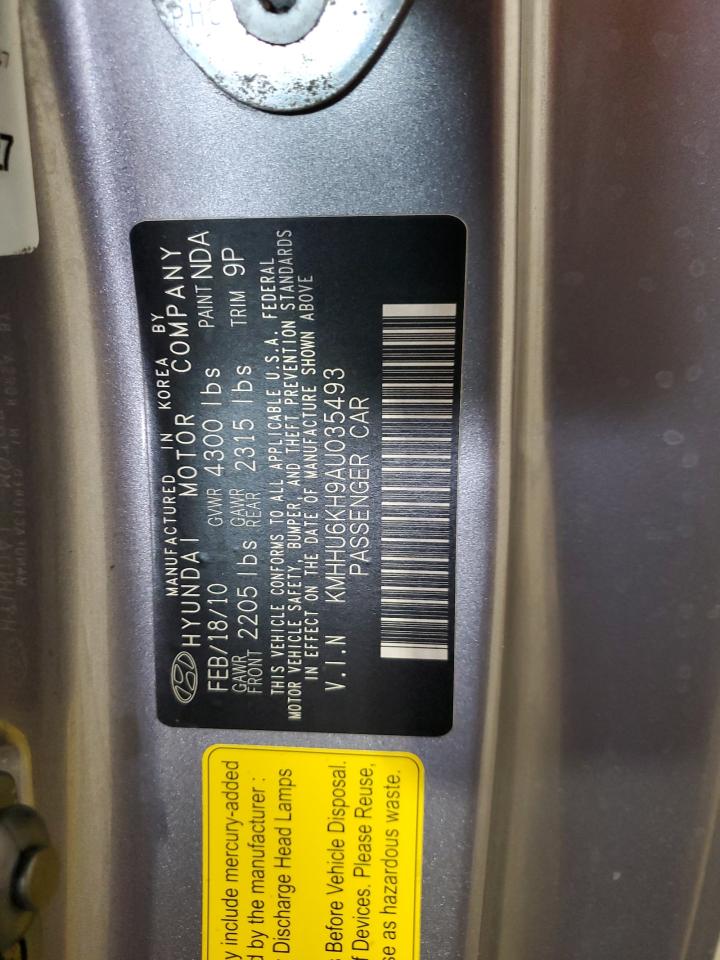 MANUFACTURED IN KOREA BY
HYUNDAI MOTOR COMPANY
FEB/18/10 GVWR 4300 lbs PAINT NDA
GAWR FRONT 2205 lbs GAWR REAR 2315 lbs TRIM 9P
THIS VEHICLE CONFORMS TO ALL APPLICABLE U.S.A. FEDERAL
MOTOR VEHICLE SAFETY, BUMPER, AND THEFT PREVENTION STANDARDS
IN EFFECT ON THE DATE OF MANUFACTURE SHOWN ABOVE
V.I.N KMHHU6KH9AU035493
PASSENGER CAR
y include mercury-added
d by the manufacturer :
Discharge Head Lamps
s Before Vehicle Disposal.
f Devices. Please Reuse,
se as hazardous waste.